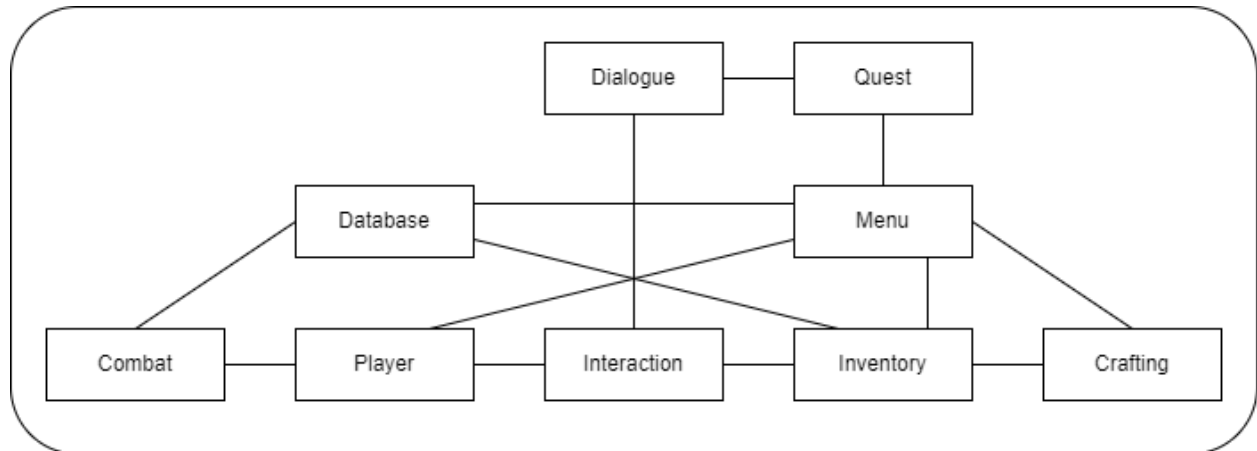 Dialogue
Quest
Database
Menu
Combat
Player
Interaction
Inventory
Crafting